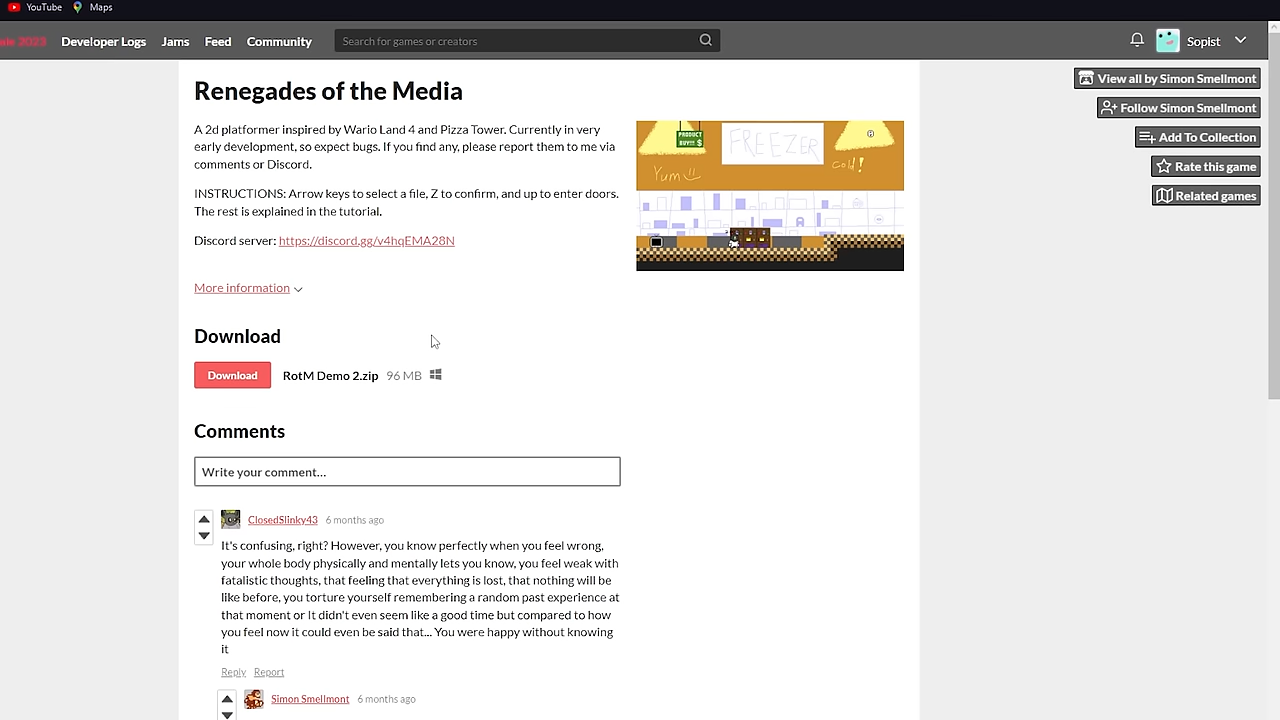 YouTube Maps
Developer Logs Jams Feed Community Search for games or creators Sopist
View all by Simon Smellmont
Follow Simon Smellmont
Add To Collection
Rate this game
Related games
Renegades of the Media
A 2d platformer inspired by Wario Land 4 and Pizza Tower. Currently in very
early development, so expect bugs. If you find any, please report them to me via
comments or Discord.
INSTRUCTIONS: Arrow keys to select a file, Z to confirm, and up to enter doors.
The rest is explained in the tutorial.
Discord server: https://discord.gg/v4hqEMA28N
PRODUCT
BUY!!! $
FREEZER
Yum
cold!
More information
Download
Download RotM Demo 2.zip 96 MB
Comments
Write your comment...
ClosedSlinky43 6 months ago
It's confusing, right? However, you know perfectly when you feel wrong,
your whole body physically and mentally lets you know, you feel weak with
fatalistic thoughts, that feeling that everything is lost, that nothing will be
like before, you torture yourself remembering a random past experience at
that moment or It didn't even seem like a good time but compared to how
you feel now it could even be said that... You were happy without knowing
it
Reply Report
Simon Smellmont 6 months ago